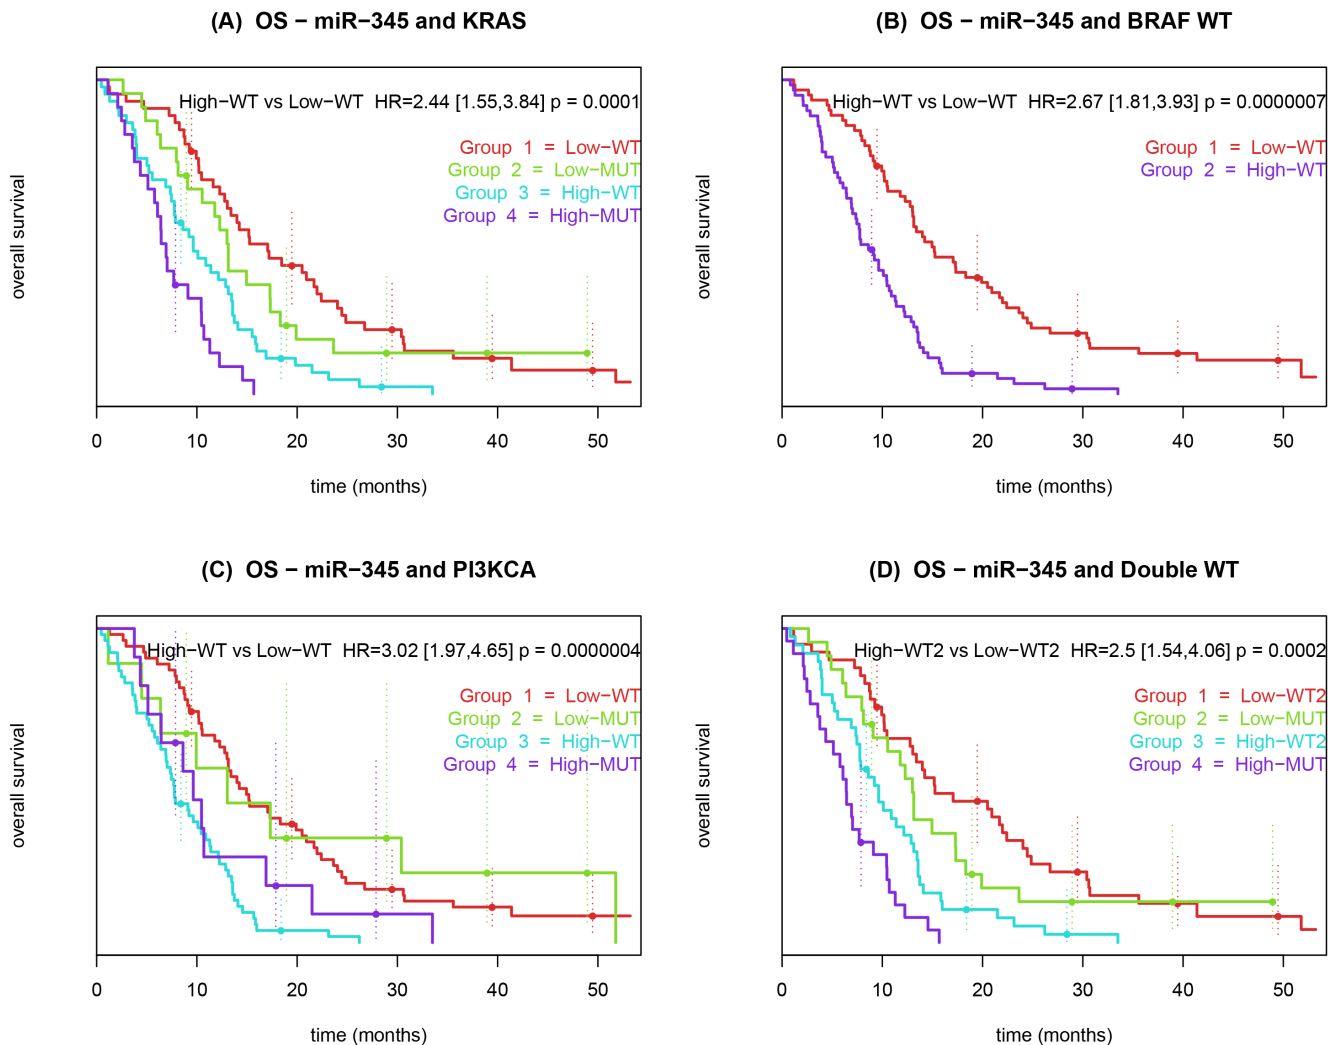 (A)  OS − miR−345 and KRAS
High−WT vs Low−WT  HR=2.44 [1.55,3.84] p = 0.0001
Group  1  =  Low−WT
Group  2  =  Low−MUT
Group  3  =  High−WT
Group  4  =  High−MUT
overall survival
0 10 20 30 40 50
time (months)
(B)  OS − miR−345 and BRAF WT
High−WT vs Low−WT  HR=2.67 [1.81,3.93] p = 0.0000007
Group  1  =  Low−WT
Group  2  =  High−WT
overall survival
0 10 20 30 40 50
time (months)
(C)  OS − miR−345 and PI3KCA
High−WT vs Low−WT  HR=3.02 [1.97,4.65] p = 0.0000004
Group  1  =  Low−WT
Group  2  =  Low−MUT
Group  3  =  High−WT
Group  4  =  High−MUT
overall survival
0 10 20 30 40 50
time (months)
(D)  OS − miR−345 and Double WT
High−WT2 vs Low−WT2  HR=2.5 [1.54,4.06] p = 0.0002
Group  1  =  Low−WT2
Group  2  =  Low−MUT
Group  3  =  High−WT2
Group  4  =  High−MUT
overall survival
0 10 20 30 40 50
time (months)